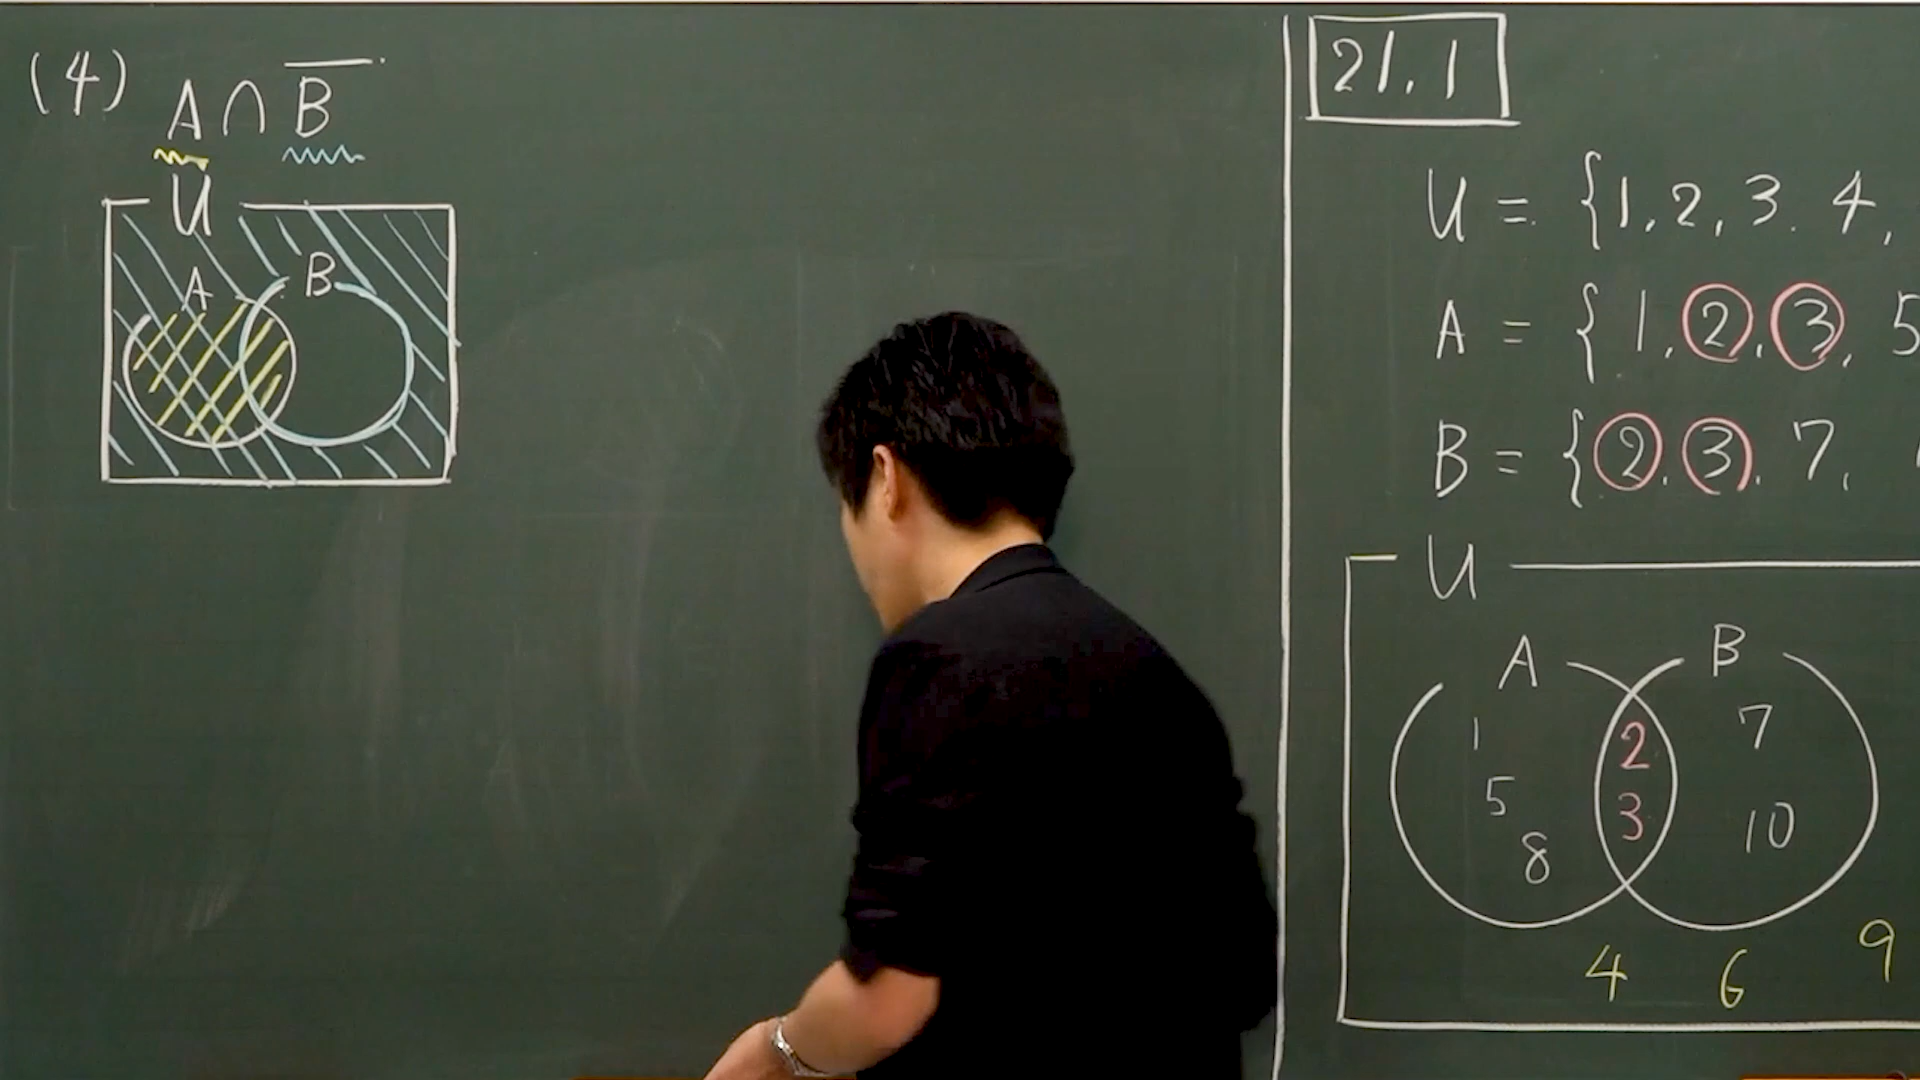 (4) A ∩ B̅
U
A B
21.1
U = {1, 2, 3. 4,
A = { 1, 2, 3, 5
B = { 2, 3, 7,
U
A B
1 2 7
5 3 10
8
4 6 9